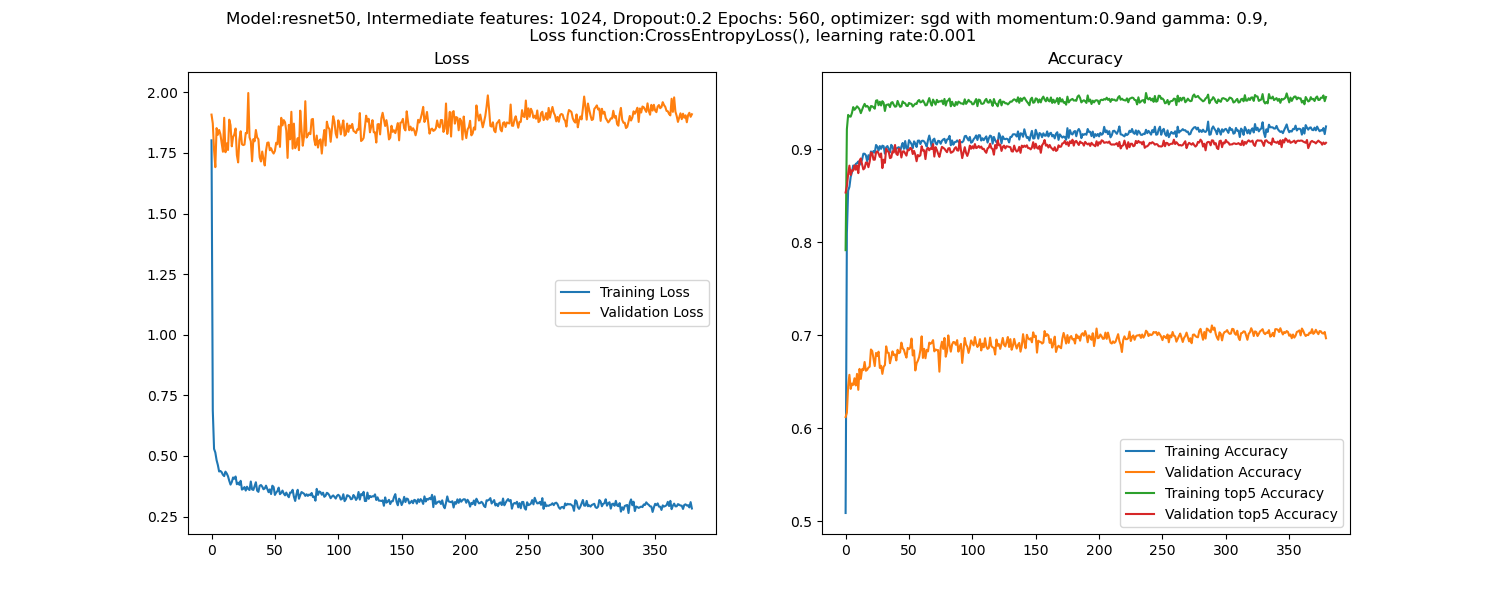 Model:resnet50, Intermediate features: 1024, Dropout:0.2 Epochs: 560, optimizer: sgd with momentum:0.9and gamma: 0.9,
Loss function:CrossEntropyLoss(), learning rate:0.001
Loss
2.00
1.75
1.50
1.25
1.00
0.75
0.50
0.25
0 50 100 150 200 250 300 350
Training Loss
Validation Loss
Accuracy
0.9
0.8
0.7
0.6
0.5
0 50 100 150 200 250 300 350
Training Accuracy
Validation Accuracy
Training top5 Accuracy
Validation top5 Accuracy